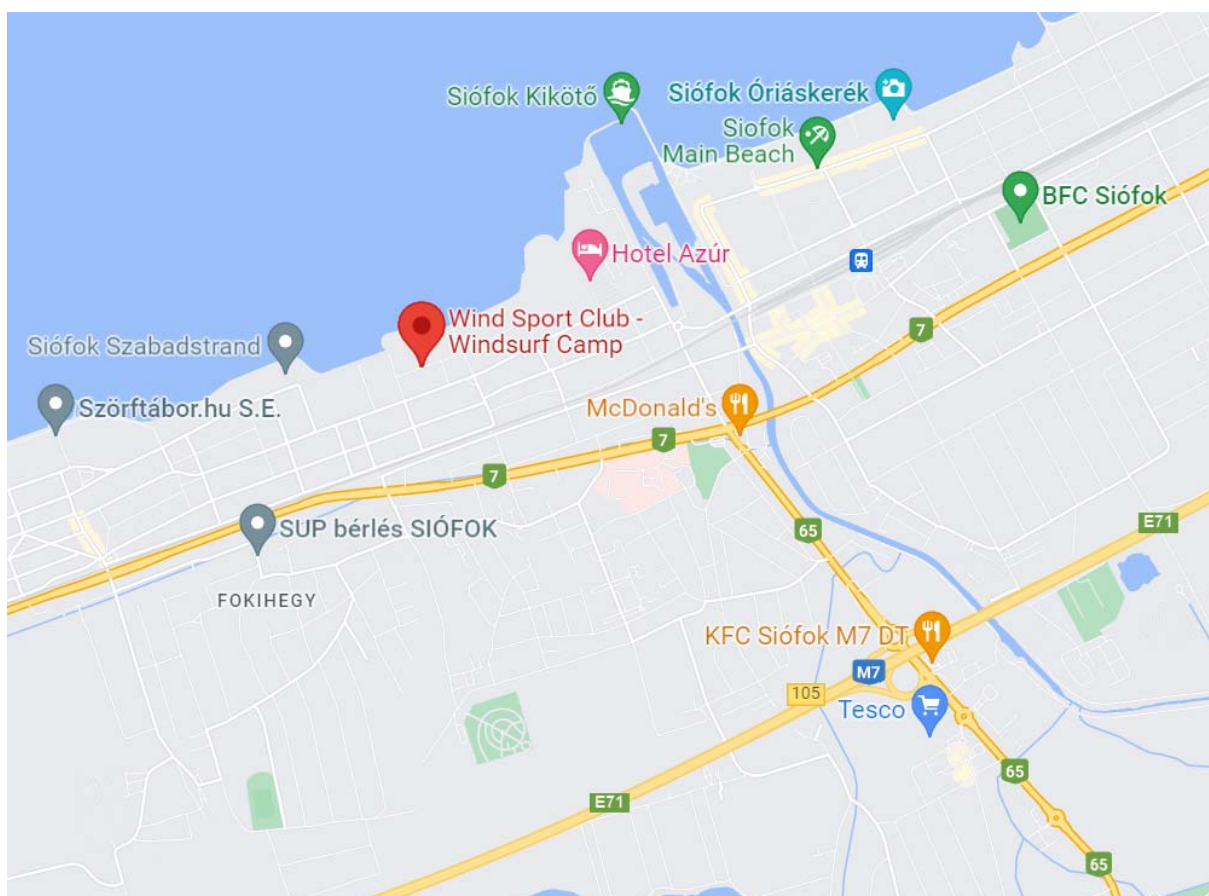 Siófok Kikötő
Siófok Óriáskerék
Siofok
Main Beach
BFC Siófok
Hotel Azúr
Wind Sport Club -
Windsurf Camp
7
Siófok Szabadstrand
Szörftábor.hu S.E.
McDonald's
7
7
SUP bérlés SIÓFOK
65
E71
FOKIHEGY
KFC Siófok M7 DT
M7
105
Tesco
65
E71
65